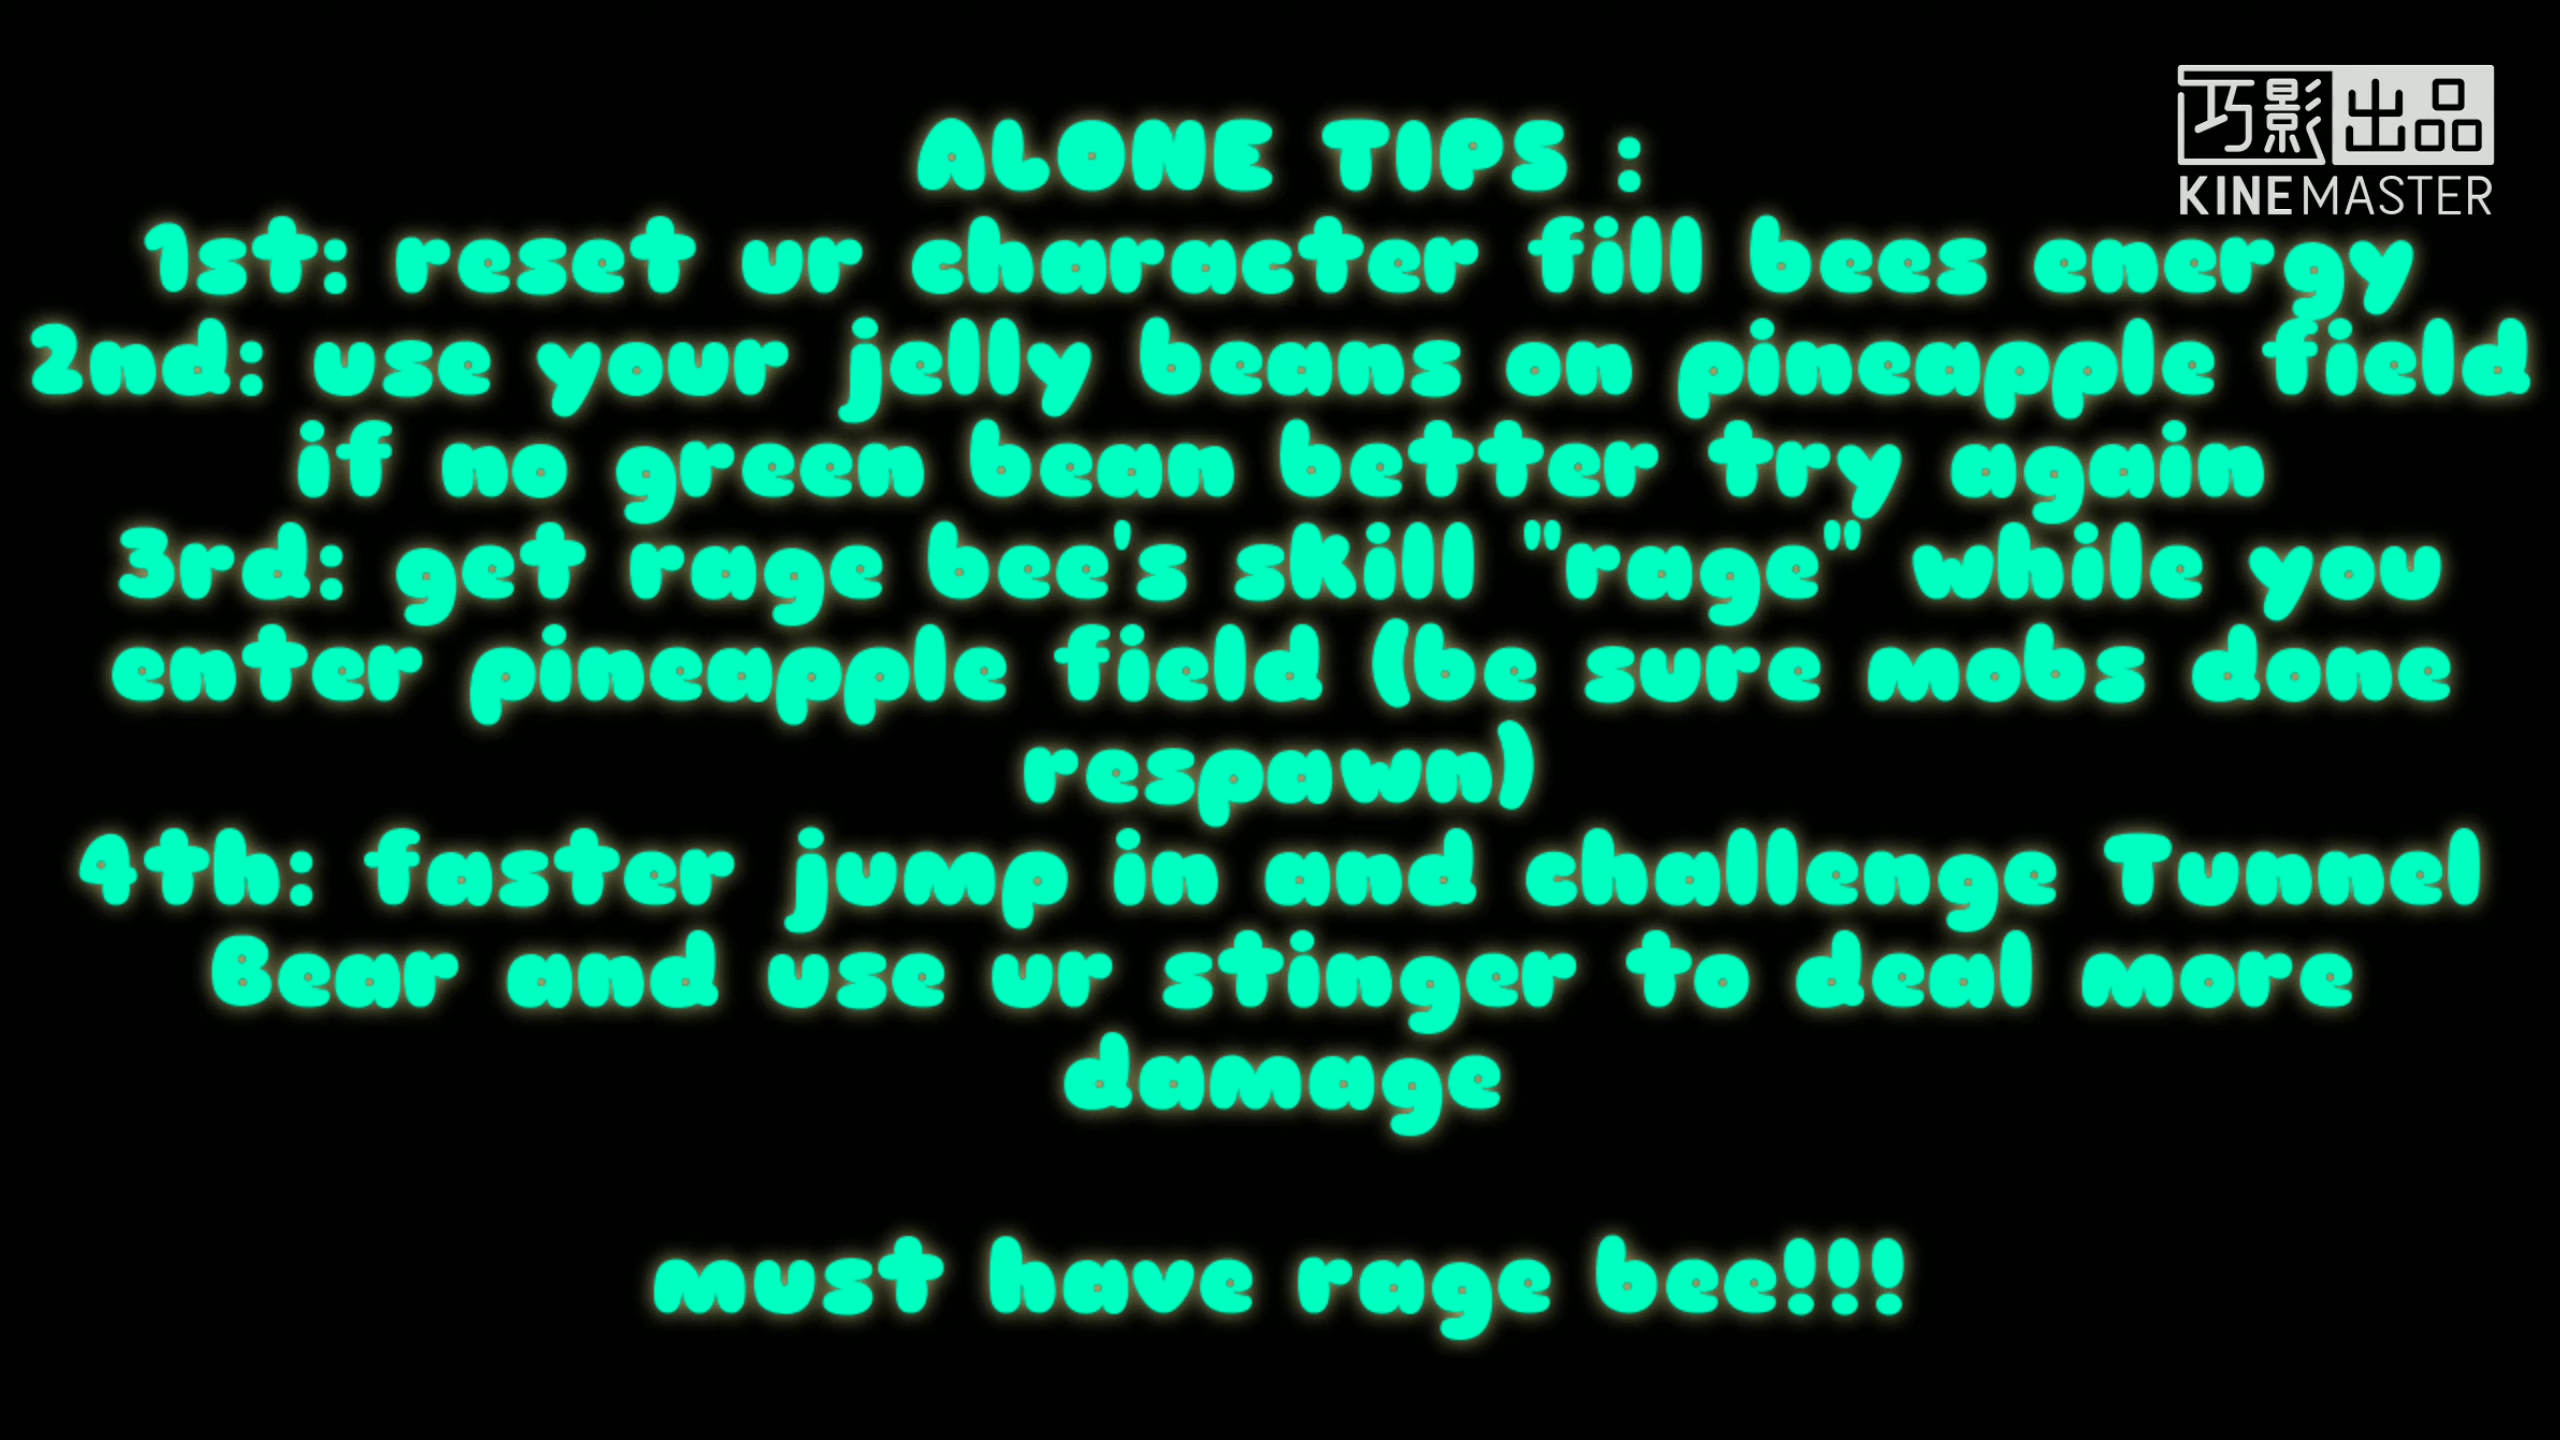 巧影出品
KINEMASTER
ALONE TIPS :
1st: reset ur character fill bees energy
2nd: use your jelly beans on pineapple field
if no green bean better try again
3rd: get rage bee's skill "rage" while you
enter pineapple field (be sure mobs done
respawn)
4th: faster jump in and challenge Tunnel
Bear and use ur stinger to deal more
damage
must have rage bee!!!